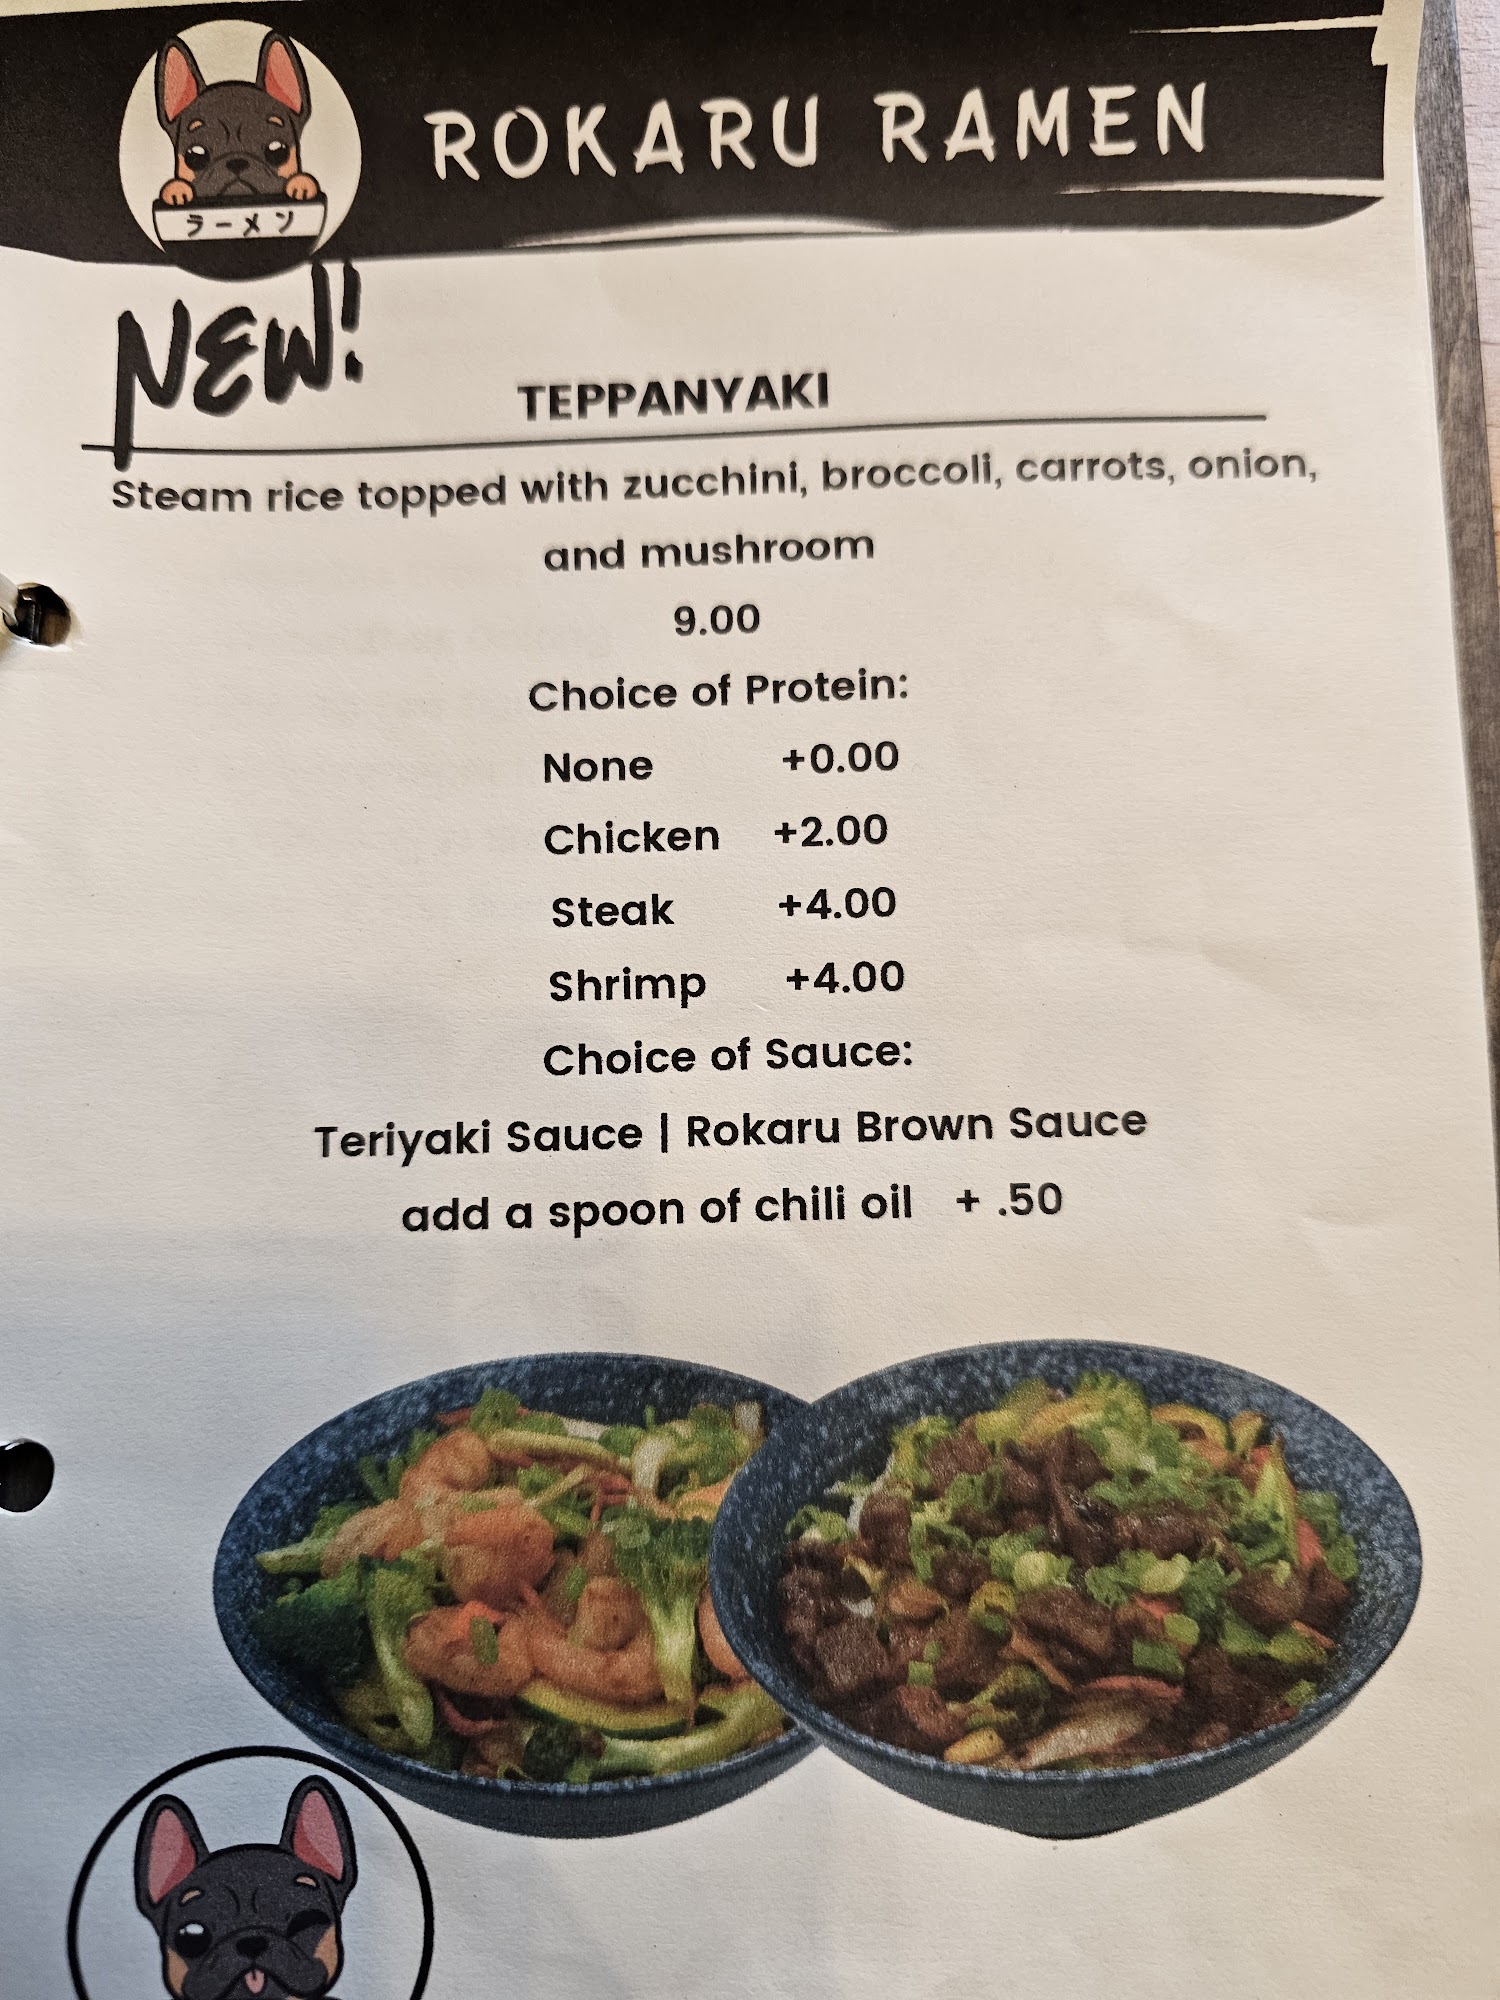 ROKARU RAMEN
ラーメン
NEW!
TEPPANYAKI
Steam rice topped with zucchini, broccoli, carrots, onion,
and mushroom
9.00
Choice of Protein:
None +0.00
Chicken +2.00
Steak +4.00
Shrimp +4.00
Choice of Sauce:
Teriyaki Sauce | Rokaru Brown Sauce
add a spoon of chili oil + .50